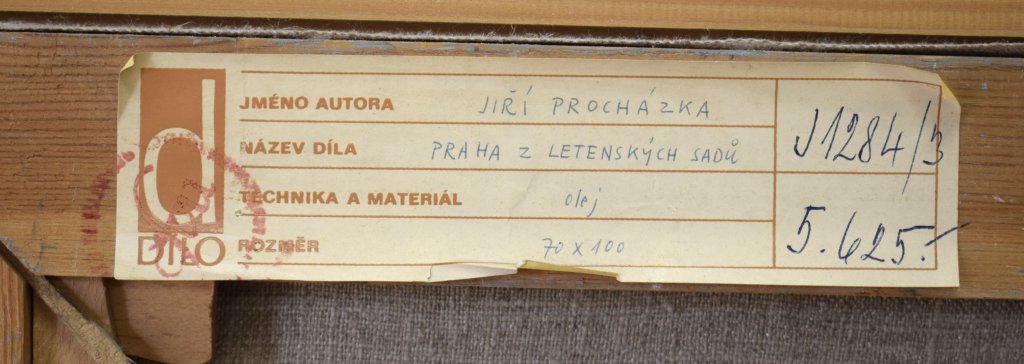 d
DÍLO
JMÉNO AUTORA JIŘÍ PROCHÁZKA
NÁZEV DÍLA PRAHA Z LETENSKÝCH SADŮ
TECHNIKA A MATERIÁL olej
ROZMĚR 70 x 100
J1284/3
5.625.-